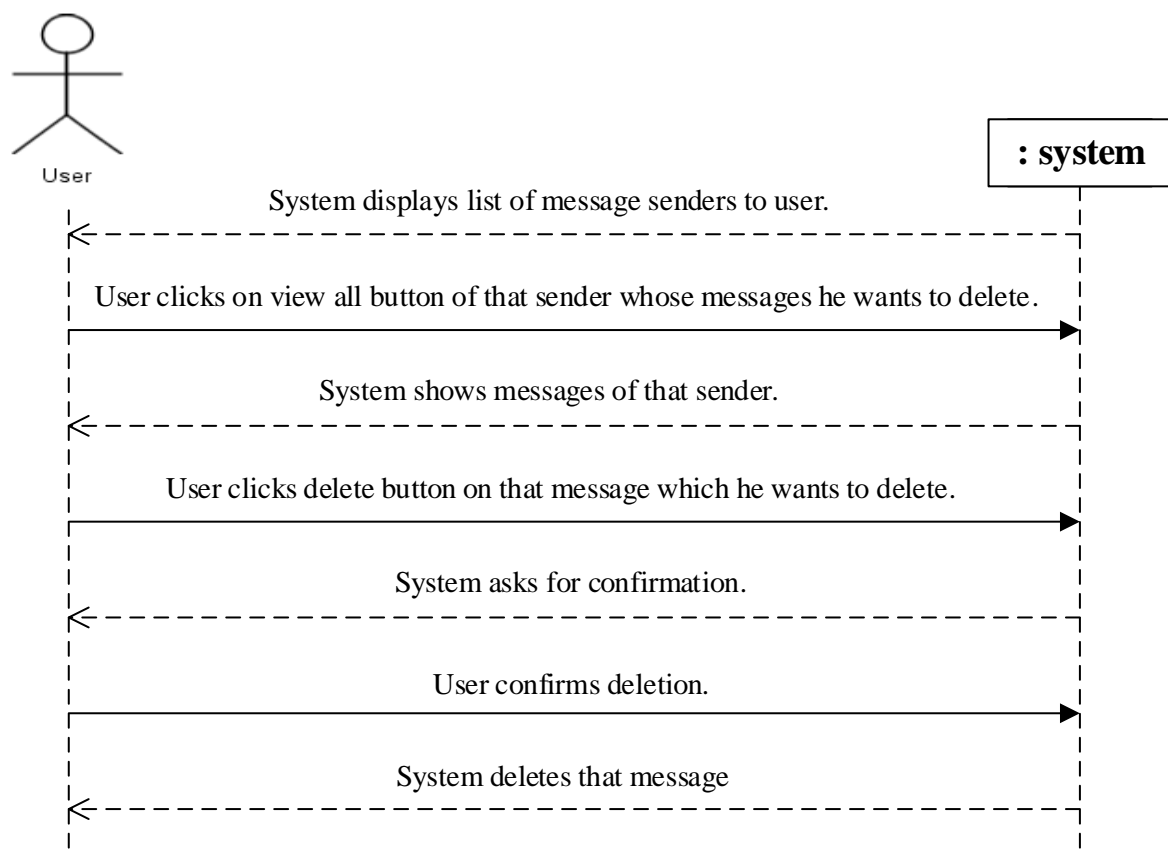 User
: system
System displays list of message senders to user.
User clicks on view all button of that sender whose messages he wants to delete.
System shows messages of that sender.
User clicks delete button on that message which he wants to delete.
System asks for confirmation.
User confirms deletion.
System deletes that message